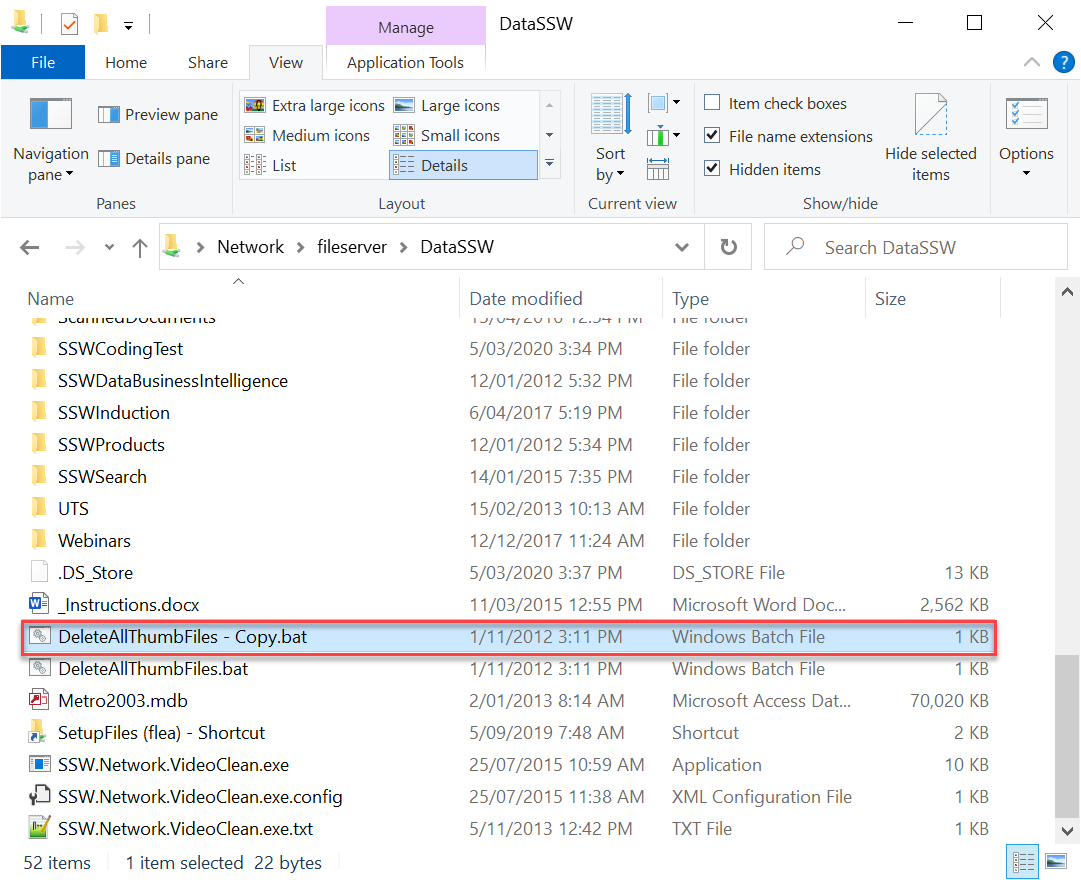 Manage
DataSSW
File Home Share View Application Tools
?
Navigation pane
Preview pane
Details pane
Panes
Extra large icons Large icons
Medium icons Small icons
List Details
Layout
Sort by
Current view
Item check boxes
File name extensions
Hidden items
Hide selected items
Show/hide
Options
Network fileserver DataSSW
Search DataSSW
Name Date modified Type Size
ScannedDocuments File folder
SSWCodingTest 5/03/2020 3:34 PM File folder
SSWDataBusinessIntelligence 12/01/2012 5:32 PM File folder
SSWInduction 6/04/2017 5:19 PM File folder
SSWProducts 12/01/2012 5:34 PM File folder
SSWSearch 14/01/2015 7:35 PM File folder
UTS 15/02/2013 10:13 AM File folder
Webinars 12/12/2017 11:24 AM File folder
.DS_Store 5/03/2020 3:37 PM DS_STORE File 13 KB
_Instructions.docx 11/03/2015 12:55 PM Microsoft Word Doc... 2,562 KB
DeleteAllThumbFiles - Copy.bat 1/11/2012 3:11 PM Windows Batch File 1 KB
DeleteAllThumbFiles.bat 1/11/2012 3:11 PM Windows Batch File 1 KB
Metro2003.mdb 2/01/2013 8:14 AM Microsoft Access Dat... 70,020 KB
SetupFiles (flea) - Shortcut 5/09/2019 7:48 AM Shortcut 2 KB
SSW.Network.VideoClean.exe 25/07/2015 10:59 AM Application 10 KB
SSW.Network.VideoClean.exe.config 25/07/2015 11:38 AM XML Configuration File 1 KB
SSW.Network.VideoClean.exe.txt 5/11/2013 12:42 PM TXT File 1 KB
52 items 1 item selected 22 bytes